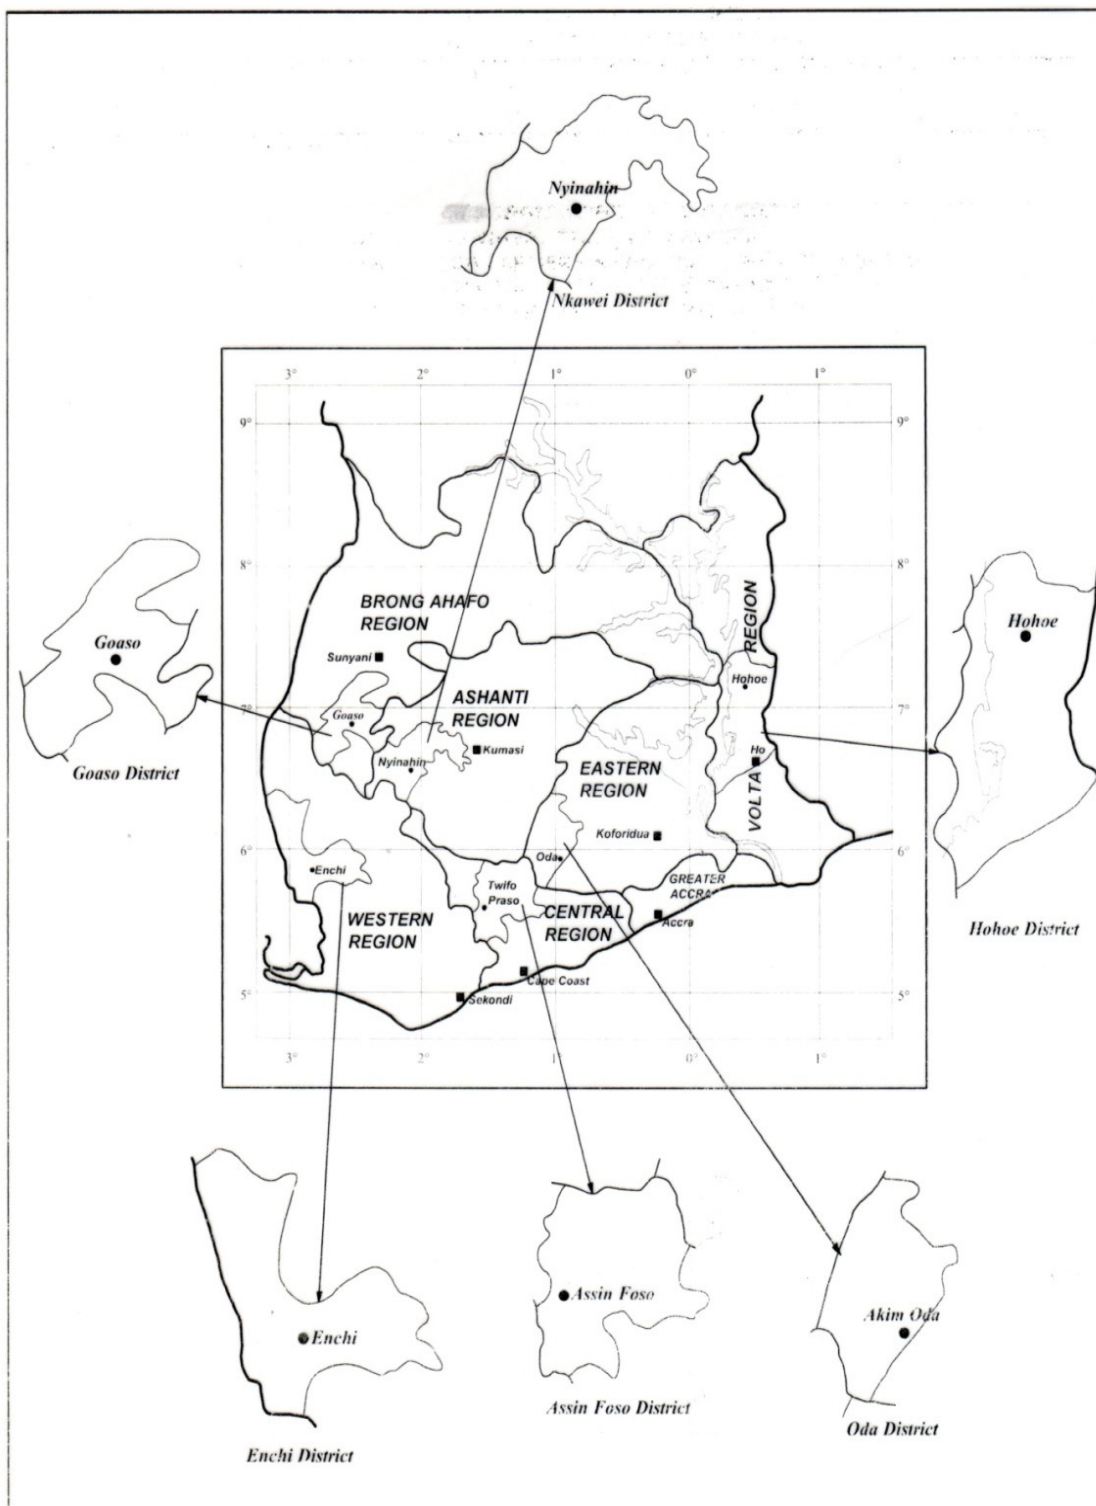 Nyinahin
Nkawei District
3° 2° 1° 0° 1°
9° 9°
8° 8°
BRONG AHAFO
REGION
REGION
Hohoe
Goaso
Sunyani
Hohoe
ASHANTI
REGION
7° 7°
Goaso
Kumasi
Nyinahin
Ho
Goaso District
EASTERN
REGION
VOLTA
Koforidua
6° 6°
Oda
Enchi
GREATER
ACCRA
Twifo
Praso
WESTERN
REGION
CENTRAL
REGION
Accra
Hohoe District
Cape Coast
5° 5°
Sekondi
3° 2° 1° 0° 1°
Assin Foso
Akim Oda
Enchi
Assin Foso District
Oda District
Enchi District